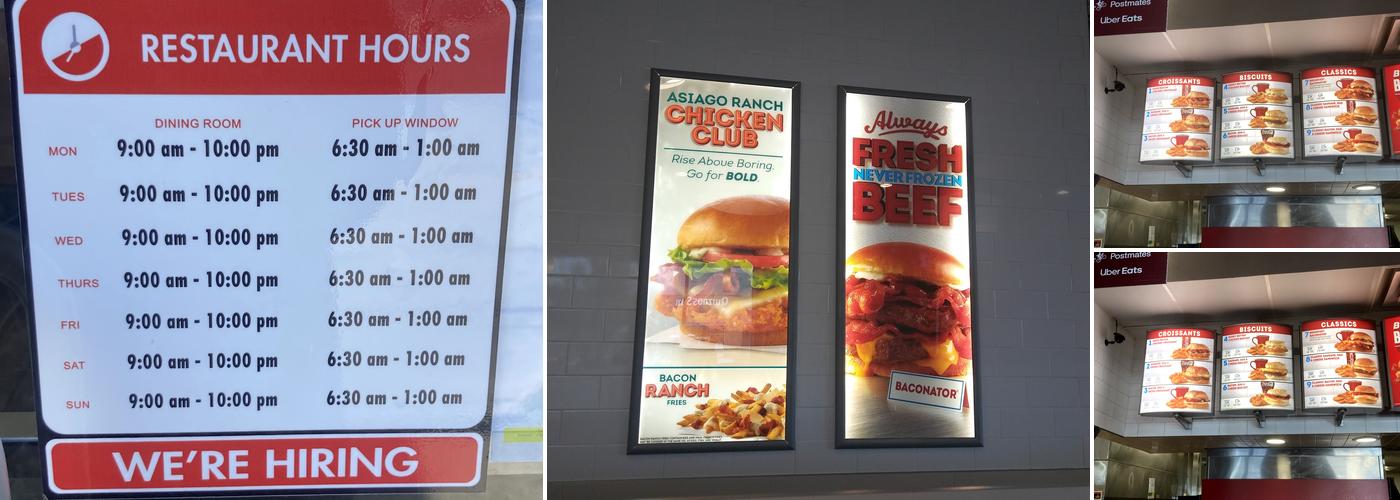 RESTAURANT HOURS
DINING ROOM PICK UP WINDOW
MON 9:00 am - 10:00 pm 6:30 am - 1:00 am
TUES 9:00 am - 10:00 pm 6:30 am - 1:00 am
WED 9:00 am - 10:00 pm 6:30 am - 1:00 am
THURS 9:00 am - 10:00 pm 6:30 am - 1:00 am
FRI 9:00 am - 10:00 pm 6:30 am - 1:00 am
SAT 9:00 am - 10:00 pm 6:30 am - 1:00 am
SUN 9:00 am - 10:00 pm 6:30 am - 1:00 am
WE'RE HIRING
ASIAGO RANCH
CHICKEN
CLUB
Rise Above Boring.
Go for BOLD
BACON
RANCH
FRIES
Always
FRESH
NEVER FROZEN
BEEF
BACONATOR
Postmates
Uber Eats
CROISSANTS BISCUITS CLASSICS
Postmates
Uber Eats
CROISSANTS BISCUITS CLASSICS